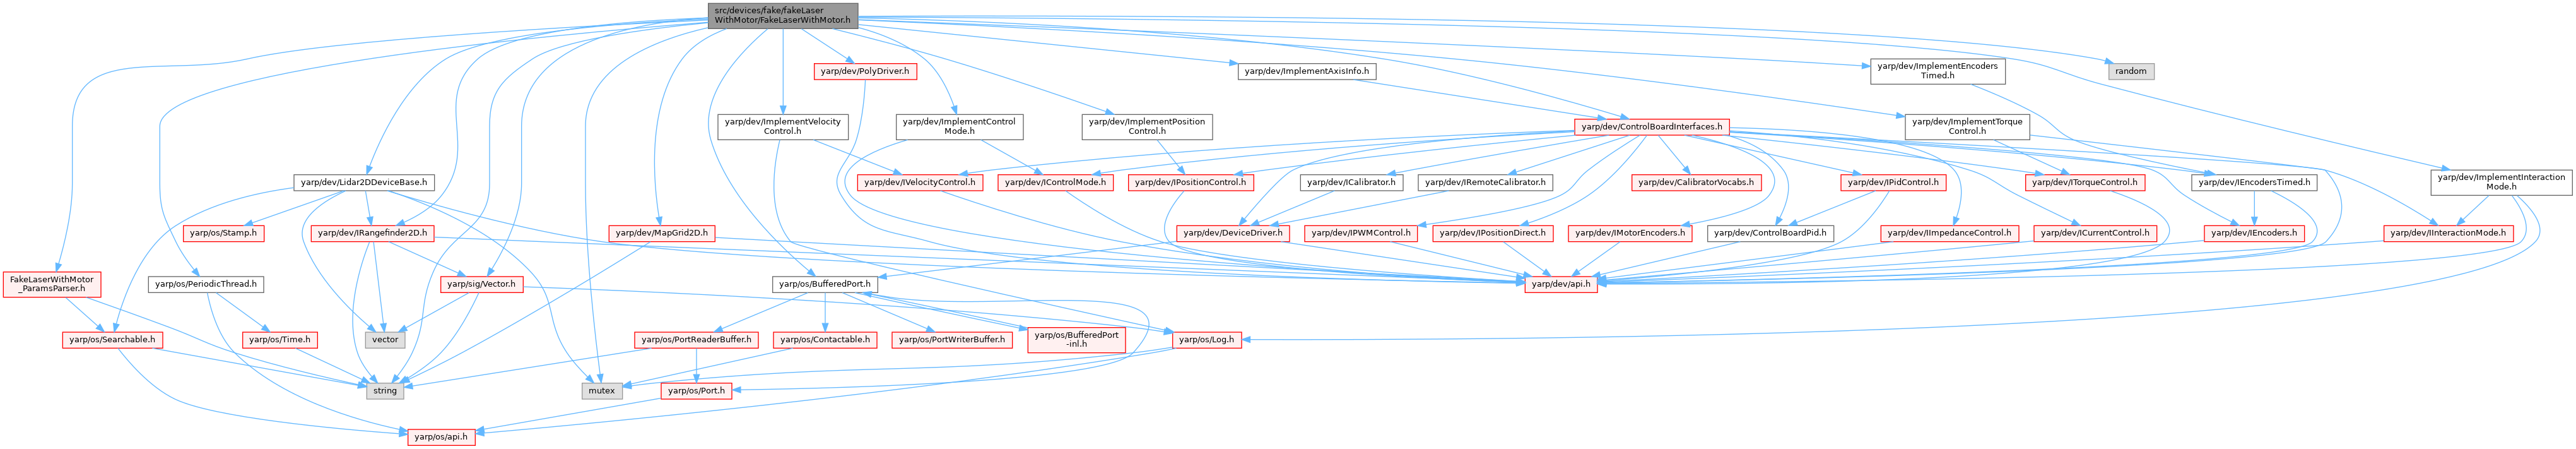 src/devices/fake/fakeLaser
WithMotor/FakeLaserWithMotor.h
yarp/dev/PolyDriver.h
yarp/dev/ImplementAxisInfo.h
yarp/dev/ImplementEncoders
Timed.h
random
yarp/dev/ImplementVelocity
Control.h
yarp/dev/ImplementControl
Mode.h
yarp/dev/ImplementPosition
Control.h
yarp/dev/ControlBoardInterfaces.h
yarp/dev/ImplementTorque
Control.h
yarp/dev/Lidar2DDeviceBase.h
yarp/dev/IVelocityControl.h
yarp/dev/IControlMode.h
yarp/dev/IPositionControl.h
yarp/dev/ICalibrator.h
yarp/dev/IRemoteCalibrator.h
yarp/dev/CalibratorVocabs.h
yarp/dev/IPidControl.h
yarp/dev/ITorqueControl.h
yarp/dev/IEncodersTimed.h
yarp/dev/ImplementInteraction
Mode.h
yarp/os/Stamp.h
yarp/dev/IRangefinder2D.h
yarp/dev/MapGrid2D.h
yarp/dev/DeviceDriver.h
yarp/dev/IPWMControl.h
yarp/dev/IPositionDirect.h
yarp/dev/IMotorEncoders.h
yarp/dev/ControlBoardPid.h
yarp/dev/IImpedanceControl.h
yarp/dev/ICurrentControl.h
yarp/dev/IEncoders.h
yarp/dev/IInteractionMode.h
FakeLaserWithMotor
_ParamsParser.h
yarp/os/PeriodicThread.h
yarp/sig/Vector.h
yarp/os/BufferedPort.h
yarp/dev/api.h
yarp/os/Searchable.h
yarp/os/Time.h
vector
yarp/os/PortReaderBuffer.h
yarp/os/Contactable.h
yarp/os/PortWriterBuffer.h
yarp/os/BufferedPort
-inl.h
yarp/os/Log.h
string
mutex
yarp/os/Port.h
yarp/os/api.h